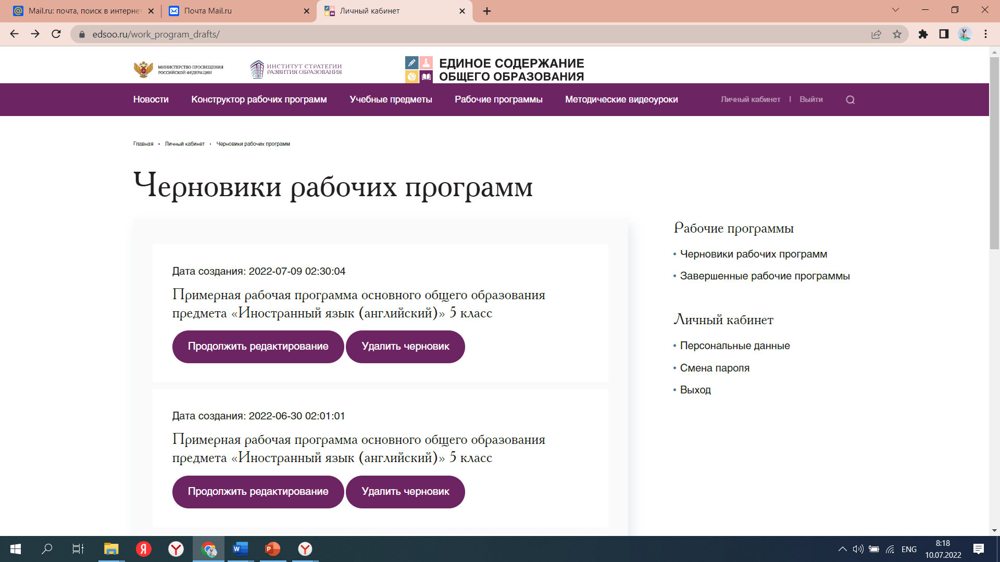 Mail.ru: почта, поиск в интернет
Почта Mail.ru
Личный кабинет
edsoo.ru/work_program_drafts/
МИНИСТЕРСТВО ПРОСВЕЩЕНИЯ
РОССИЙСКОЙ ФЕДЕРАЦИИ
ИНСТИТУТ СТРАТЕГИИ
РАЗВИТИЯ ОБРАЗОВАНИЯ
ЕДИНОЕ СОДЕРЖАНИЕ
ОБЩЕГО ОБРАЗОВАНИЯ
Новости Конструктор рабочих программ Учебные предметы Рабочие программы Методические видеоуроки Личный кабинет | Выйти
Главная • Личный кабинет • Черновики рабочих программ
Черновики рабочих программ
Дата создания: 2022-07-09 02:30:04
Примерная рабочая программа основного общего образования
предмета «Иностранный язык (английский)» 5 класс
Продолжить редактирование Удалить черновик
Дата создания: 2022-06-30 02:01:01
Примерная рабочая программа основного общего образования
предмета «Иностранный язык (английский)» 5 класс
Продолжить редактирование Удалить черновик
Рабочие программы
• Черновики рабочих программ
• Завершенные рабочие программы
Личный кабинет
• Персональные данные
• Смена пароля
• Выход
ENG
8:18
10.07.2022